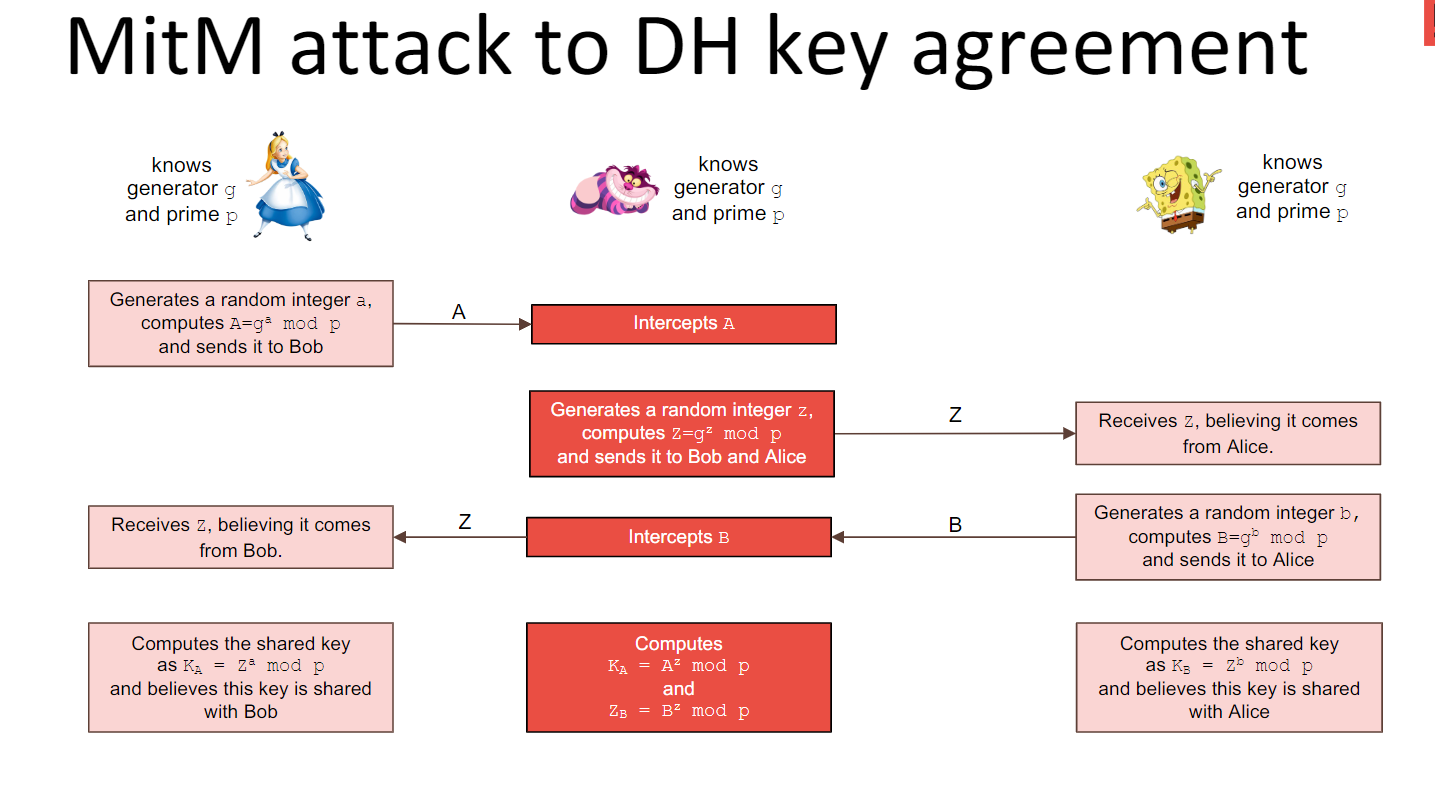 MitM attack to DH key agreement
knows
generator g
and prime p
knows
generator g
and prime p
knows
generator g
and prime p
Generates a random integer a,
computes A=gᵃ mod p
and sends it to Bob
A
Intercepts A
Generates a random integer z,
computes Z=gᶻ mod p
and sends it to Bob and Alice
Z
Receives Z, believing it comes
from Alice.
Receives Z, believing it comes
from Bob.
Z
Intercepts B
B
Generates a random integer b,
computes B=gᵇ mod p
and sends it to Alice
Computes the shared key
as K_A = Zᵃ mod p
and believes this key is shared
with Bob
Computes
K_A = Aᶻ mod p
and
Z_B = Bᶻ mod p
Computes the shared key
as K_B = Zᵇ mod p
and believes this key is shared
with Alice